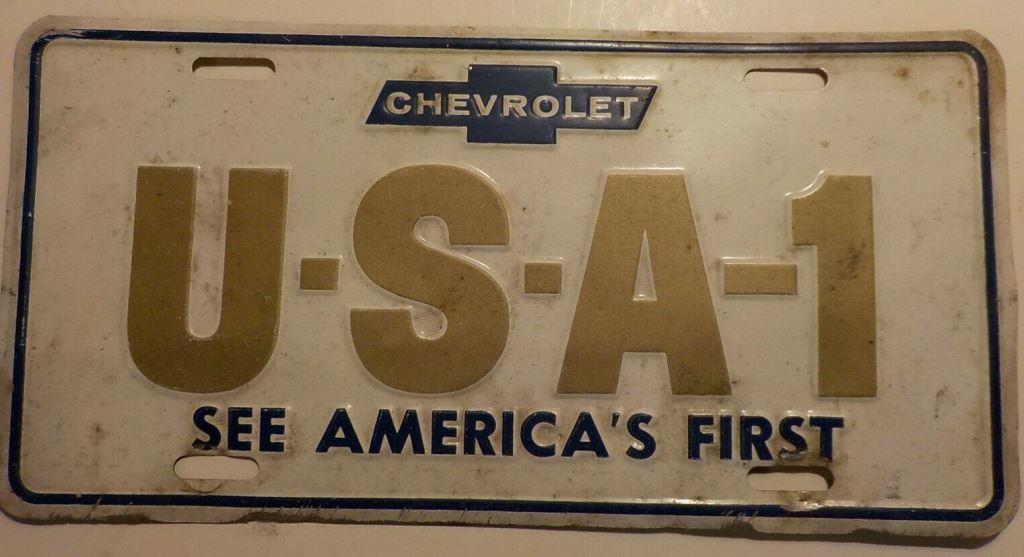 CHEVROLET
U-S-A-1
SEE AMERICA'S FIRST